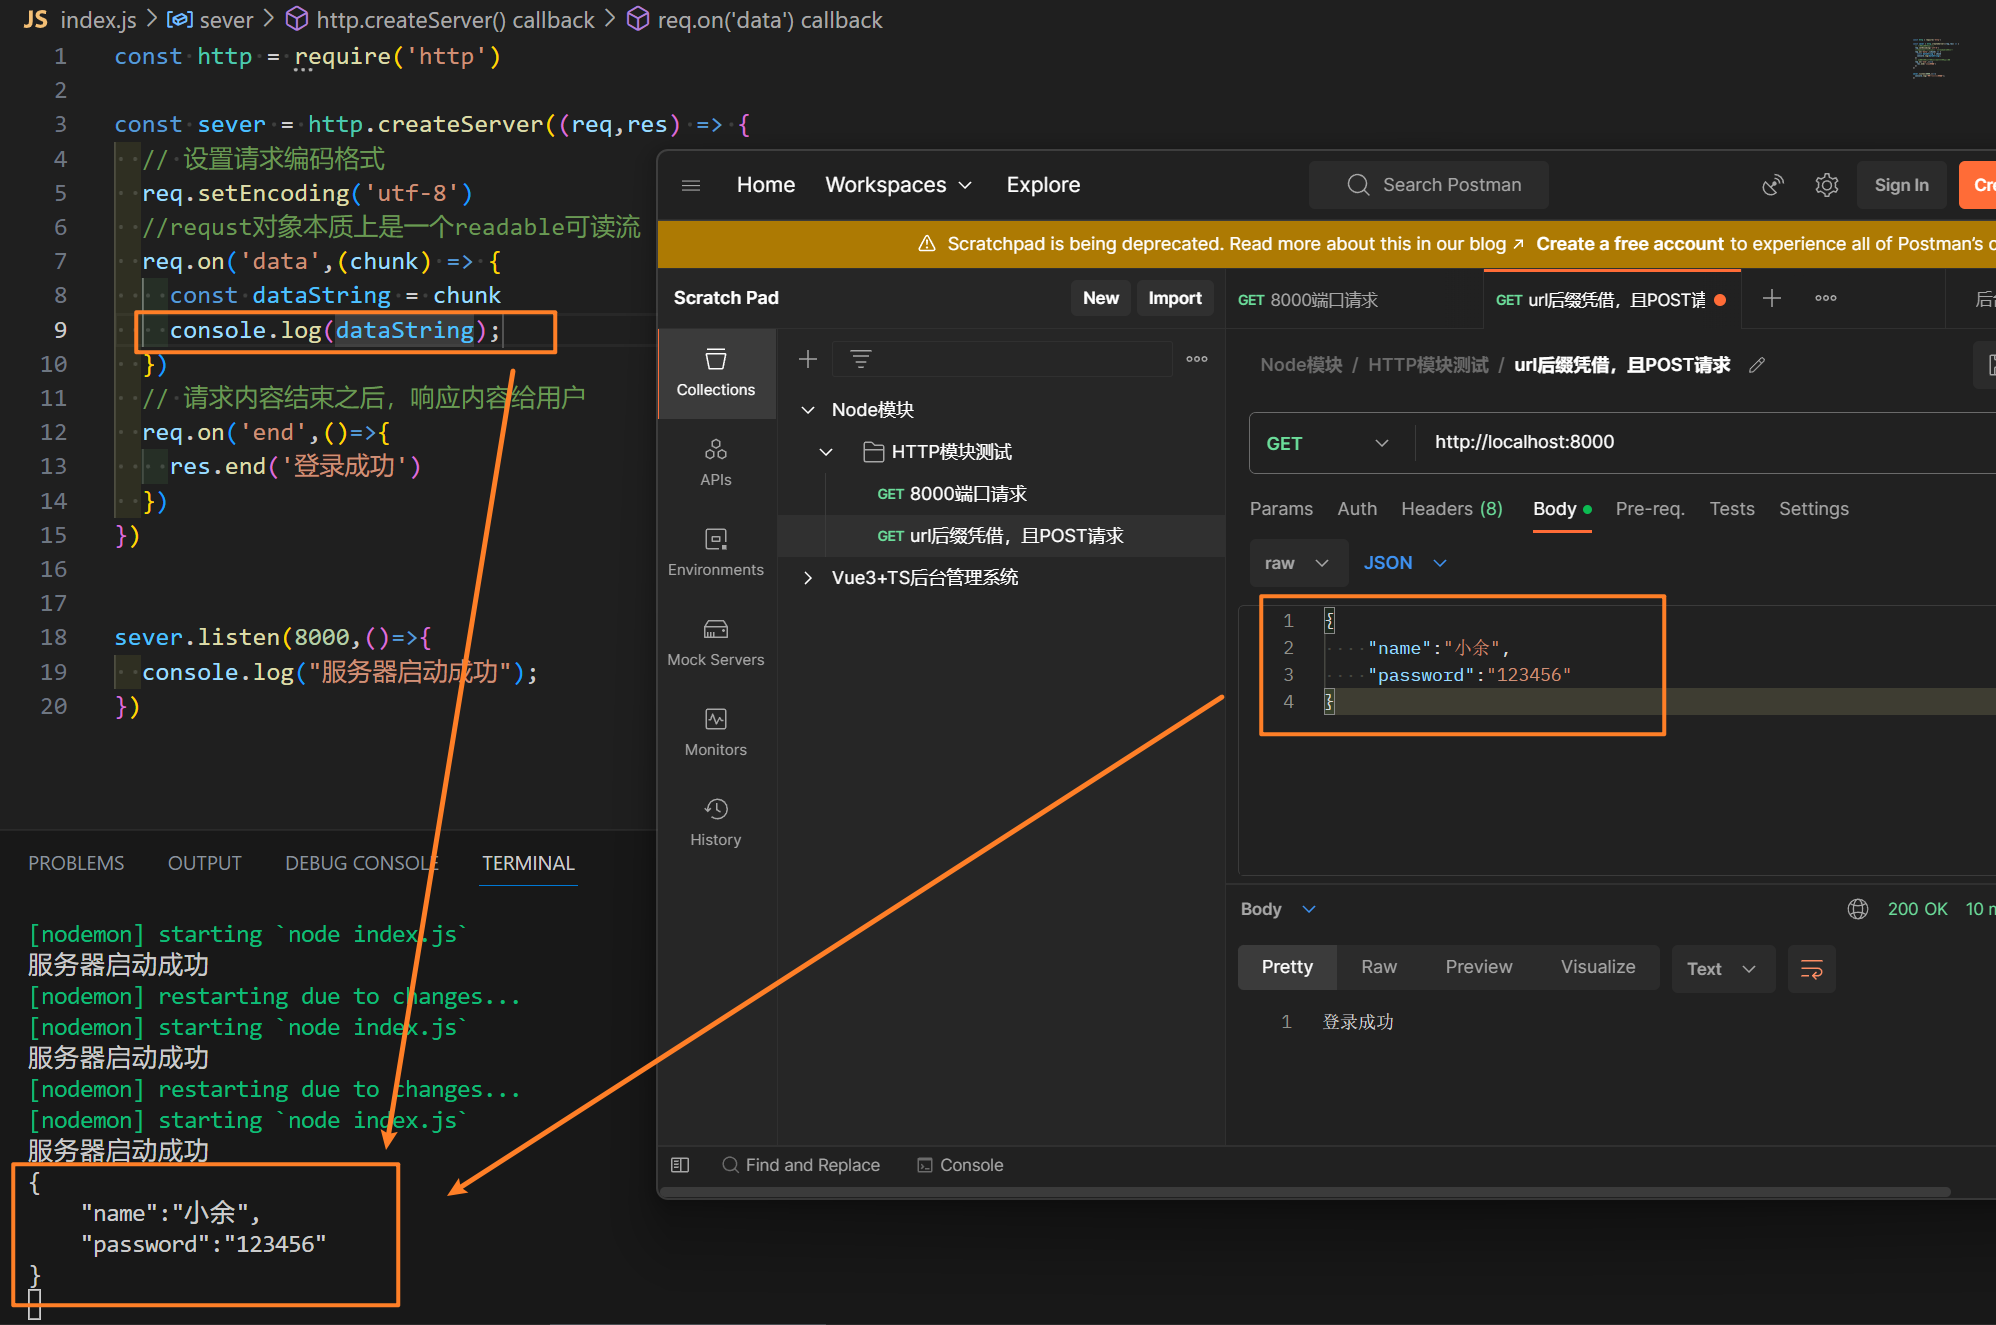 JS index.js > sever > http.createServer() callback > req.on('data') callback
1 const http = require('http')
2
3 const sever = http.createServer((req,res) => {
4 // 设置请求编码格式
5 req.setEncoding('utf-8')
6 //requst对象本质上是一个readable可读流
7 req.on('data',(chunk) => {
8 const dataString = chunk
9 console.log(dataString);
10 })
11 // 请求内容结束之后，响应内容给用户
12 req.on('end',()=>{
13 res.end('登录成功')
14 })
15 })
16
17
18 sever.listen(8000,()=>{
19 console.log("服务器启动成功");
20 })
PROBLEMS OUTPUT DEBUG CONSOLE TERMINAL
[nodemon] starting `node index.js`
服务器启动成功
[nodemon] restarting due to changes...
[nodemon] starting `node index.js`
服务器启动成功
[nodemon] restarting due to changes...
[nodemon] starting `node index.js`
服务器启动成功
{
"name":"小余",
"password":"123456"
}
Home Workspaces Explore Search Postman Sign In Cre
Scratchpad is being deprecated. Read more about this in our blog ↗ Create a free account to experience all of Postman's c
Scratch Pad New Import
GET 8000端口请求 GET url后缀凭借，且POST请 后
Collections
APIs
Environments
Mock Servers
Monitors
History
Node模块
HTTP模块测试
GET 8000端口请求
GET url后缀凭借，且POST请求
Vue3+TS后台管理系统
Node模块 / HTTP模块测试 / url后缀凭借，且POST请求
GET http://localhost:8000
Params Auth Headers (8) Body Pre-req. Tests Settings
raw JSON
1 {
2 "name":"小余",
3 "password":"123456"
4 }
Body 200 OK 10 m
Pretty Raw Preview Visualize Text
1 登录成功
Find and Replace Console